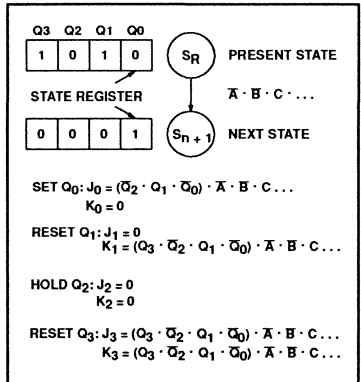 Q3 Q2 Q1 Q0
1 0 1 0 S_R PRESENT STATE
STATE REGISTER A̅ · B̅ · C · ...
0 0 0 1 S_{n + 1} NEXT STATE
SET Q₀: J₀ = (Q̅₂ · Q₁ · Q̅₀) · A̅ · B̅ · C . . .
K₀ = 0
RESET Q₁: J₁ = 0
K₁ = (Q₃ · Q̅₂ · Q₁ · Q̅₀) · A̅ · B̅ · C . . .
HOLD Q₂: J₂ = 0
K₂ = 0
RESET Q₃: J₃ = (Q₃ · Q̅₂ · Q₁ · Q̅₀) · A̅ · B̅ · C . . .
K₃ = (Q₃ · Q̅₂ · Q₁ · Q̅₀) · A̅ · B̅ · C . . .